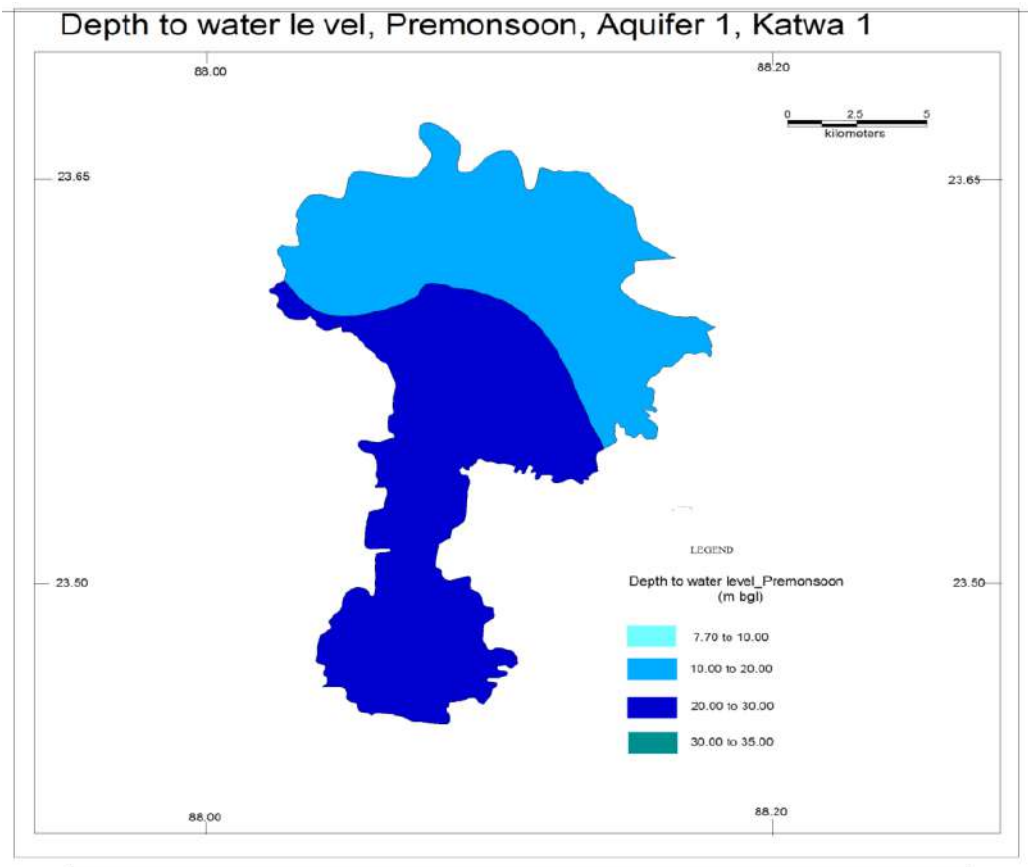 Depth to water le vel, Premonsoon, Aquifer 1, Katwa 1
88.00
88.20
0 2.5 5
kilometers
23.65
23.65
23.50
23.50
LEGEND
Depth to water level_Premonsoon
(m bgl)
7.70 to 10.00
10.00 to 20.00
20.00 to 30.00
30.00 to 35.00
88.00
88.20